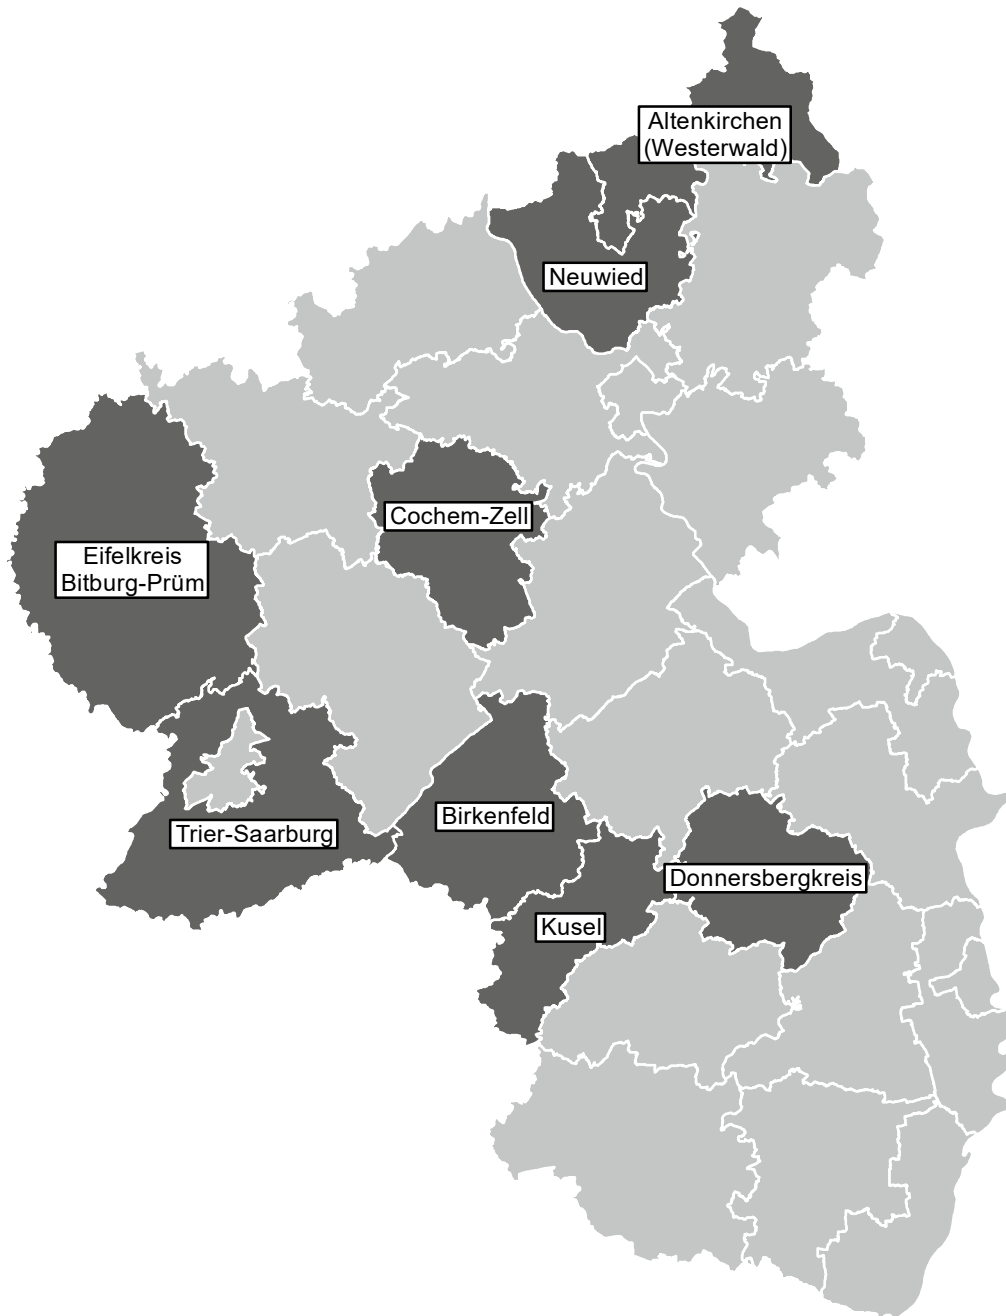 Altenkirchen
(Westerwald)
Neuwied
Cochem-Zell
Eifelkreis
Bitburg-Prüm
Birkenfeld
Trier-Saarburg
Donnersbergkreis
Kusel